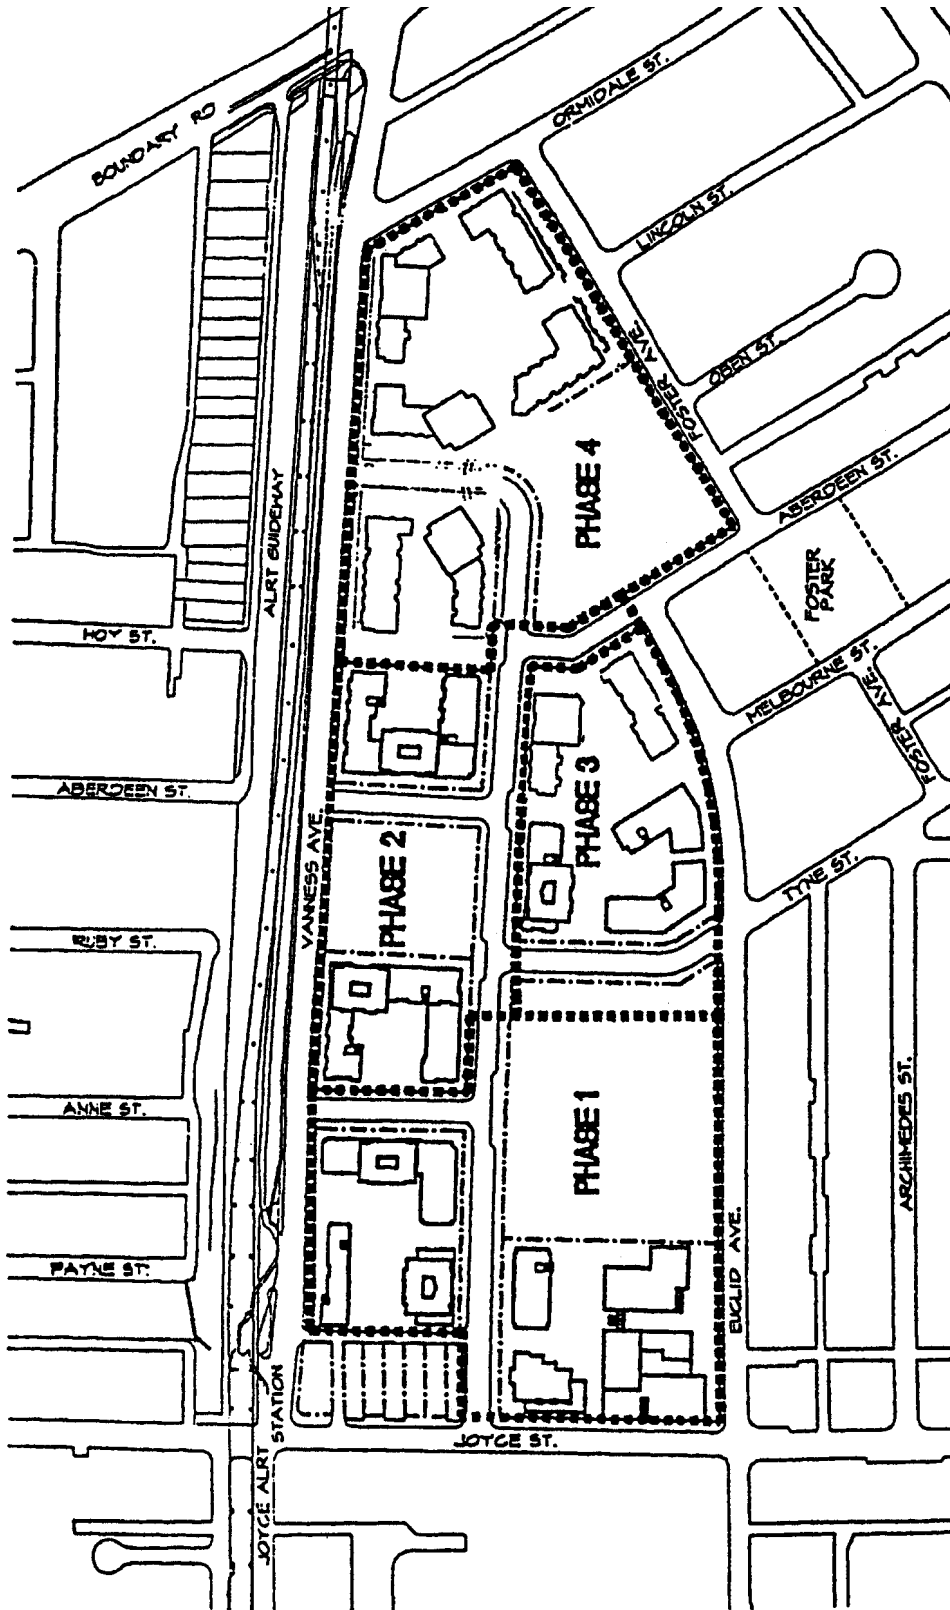 BOUNDARY RD
ORMIDALE ST.
LINCOLN ST.
OBEN ST.
FOSTER AVE.
ABERDEEN ST.
FOSTER
PARK
MELBOURNE ST.
FOSTER AVE.
TYNE ST.
ARCHIMEDES ST.
EUCLID AVE.
PHASE 4
PHASE 3
PHASE 2
PHASE 1
ALRT GUIDEWAY
VANNESS AVE.
HOY ST.
ABERDEEN ST.
RUBY ST.
ANNE ST.
PAYNE ST.
JOYCE ALRT STATION
JOYCE ST.